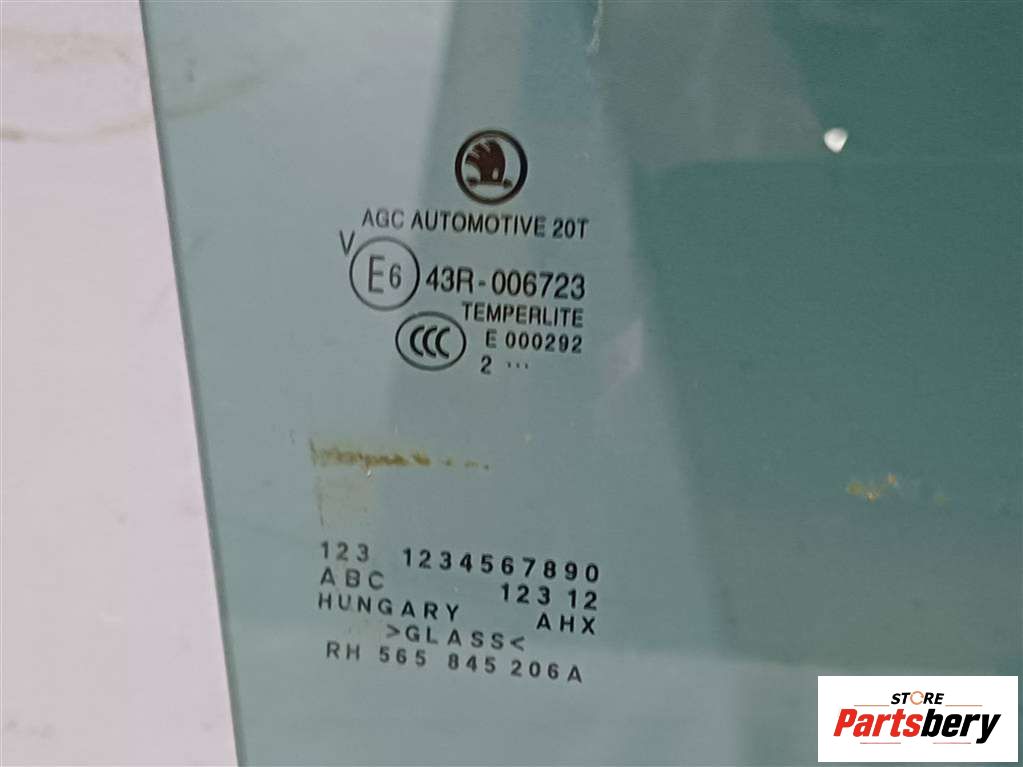 AGC AUTOMOTIVE 20T
V E6 43R-006723
TEMPERLITE
CCC E 000292
2 ...
123 1234567890
ABC 123 12
HUNGARY AHX
>GLASS<
RH 565 845 206A
STORE
Partsbery